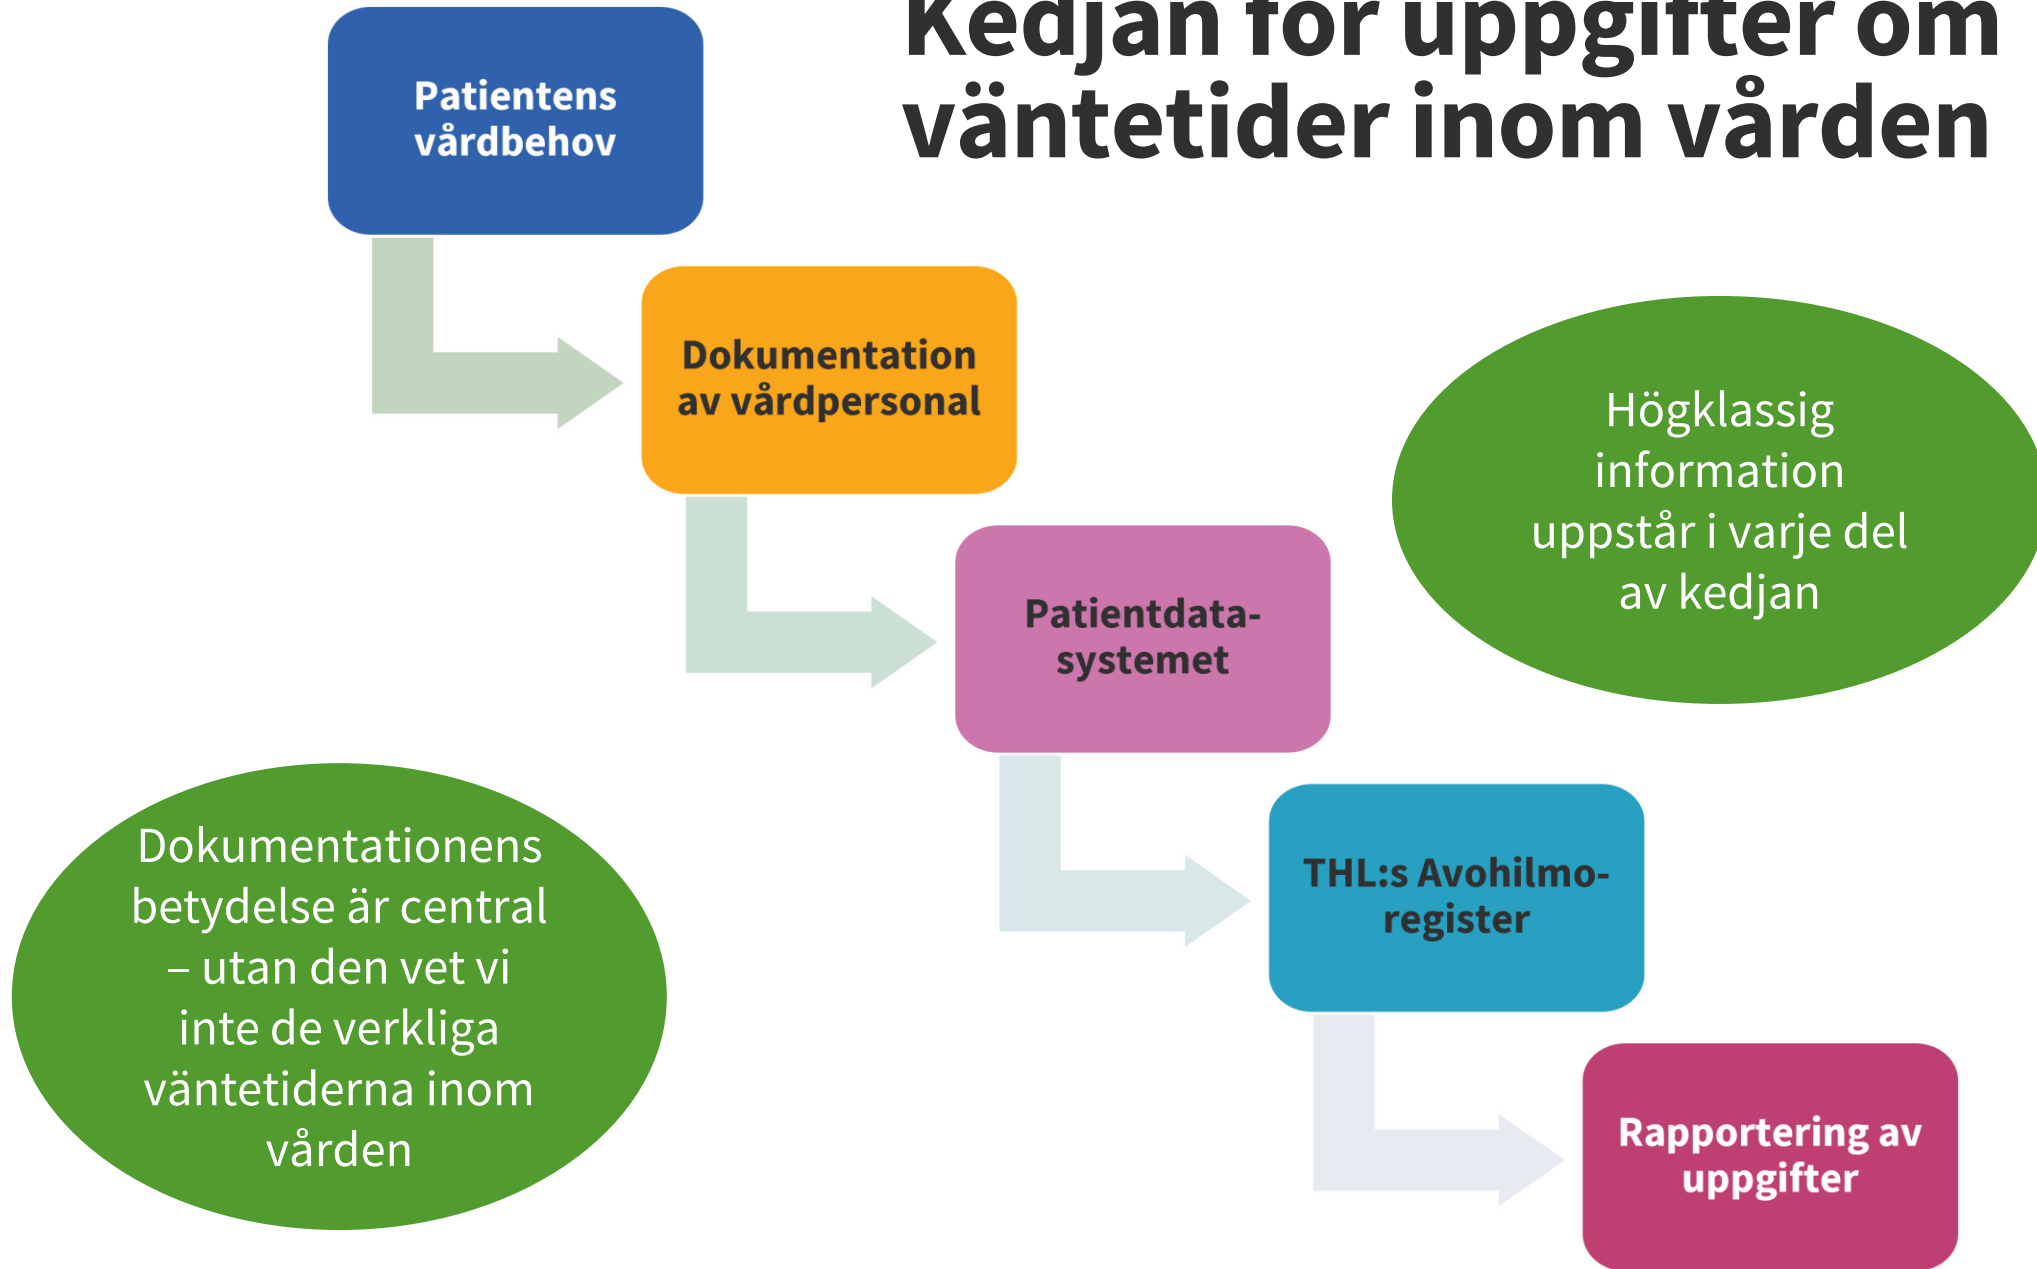 Kedjan för uppgifter om
väntetider inom vården
Patientens
vårdbehov
Dokumentation
av vårdpersonal
Patientdata-
systemet
THL:s Avohilmo-
register
Rapportering av
uppgifter
Högklassig
information
uppstår i varje del
av kedjan
Dokumentationens
betydelse är central
– utan den vet vi
inte de verkliga
väntetiderna inom
vården